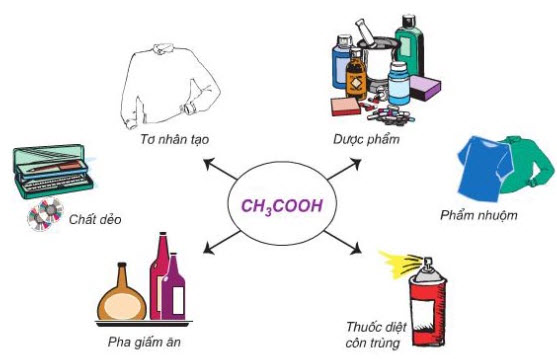 Tơ nhân tạo
Dược phẩm
Chất dẻo
CH₃COOH
Phẩm nhuộm
Pha giấm ăn
Thuốc diệt
côn trùng